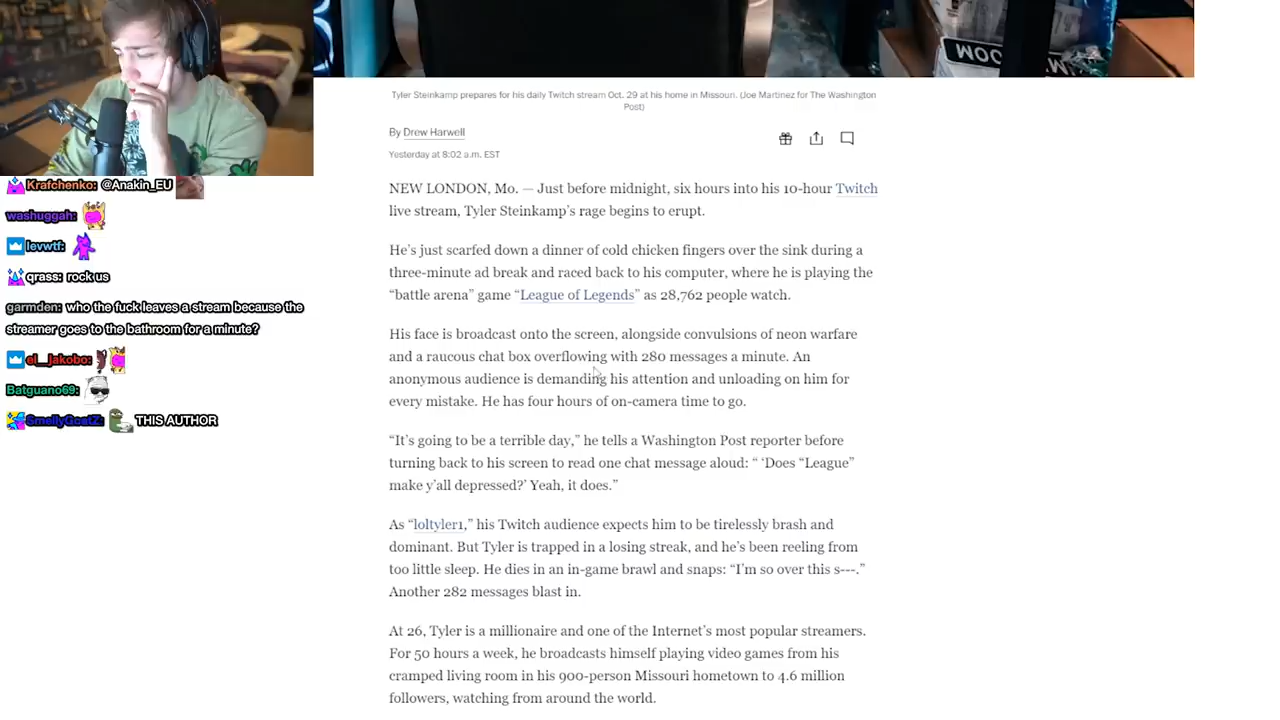 MOO
Tyler Steinkamp prepares for his daily Twitch stream Oct. 29 at his home in Missouri. (Joe Martinez for The Washington
Post)
By Drew Harwell
Yesterday at 8:02 a.m. EST
NEW LONDON, Mo. — Just before midnight, six hours into his 10-hour Twitch
live stream, Tyler Steinkamp's rage begins to erupt.
He's just scarfed down a dinner of cold chicken fingers over the sink during a
three-minute ad break and raced back to his computer, where he is playing the
"battle arena" game "League of Legends" as 28,762 people watch.
His face is broadcast onto the screen, alongside convulsions of neon warfare
and a raucous chat box overflowing with 280 messages a minute. An
anonymous audience is demanding his attention and unloading on him for
every mistake. He has four hours of on-camera time to go.
"It's going to be a terrible day," he tells a Washington Post reporter before
turning back to his screen to read one chat message aloud: " 'Does "League"
make y'all depressed?' Yeah, it does."
As "loltyler1," his Twitch audience expects him to be tirelessly brash and
dominant. But Tyler is trapped in a losing streak, and he's been reeling from
too little sleep. He dies in an in-game brawl and snaps: "I'm so over this s---."
Another 282 messages blast in.
At 26, Tyler is a millionaire and one of the Internet's most popular streamers.
For 50 hours a week, he broadcasts himself playing video games from his
cramped living room in his 900-person Missouri hometown to 4.6 million
followers, watching from around the world.
Krafchenko: @Anakin_EU
washuggah:
levwtf:
qrass: rock us
garmden: who the fuck leaves a stream because the
streamer goes to the bathroom for a minute?
el_jakobo:
Batguano69:
SmellyGoatZ: THIS AUTHOR